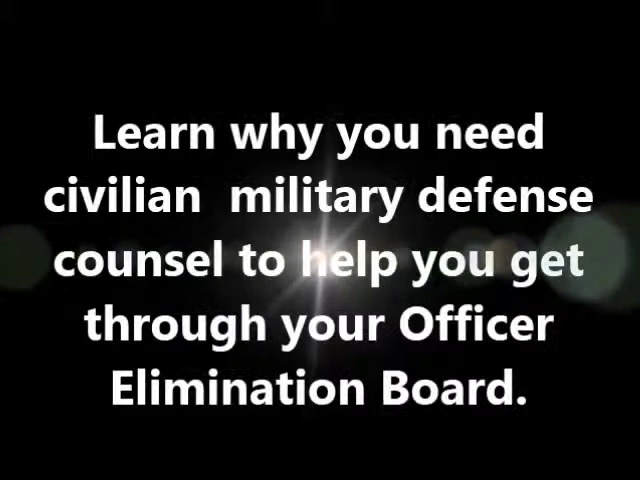 Learn why you need
civilian  military defense
counsel to help you get
through your Officer
Elimination Board.